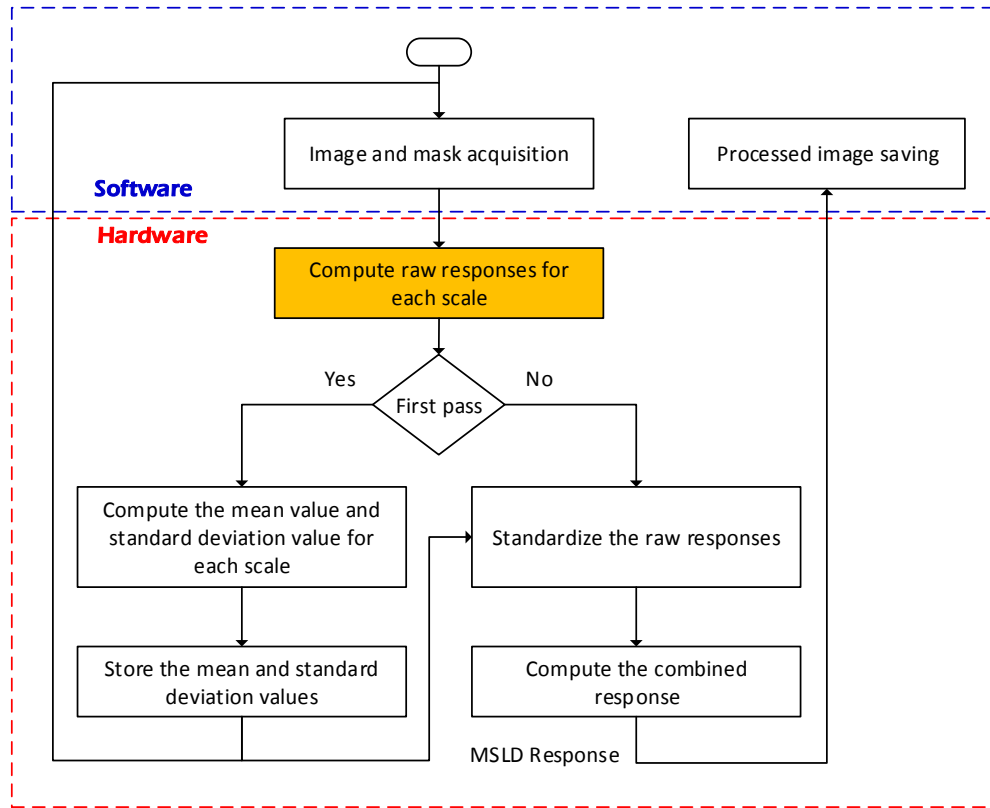 Image and mask acquisition
Processed image saving
Software
Hardware
Compute raw responses for
each scale
Yes
No
First pass
Compute the mean value and
standard deviation value for
each scale
Standardize the raw responses
Store the mean and standard
deviation values
Compute the combined
response
MSLD Response